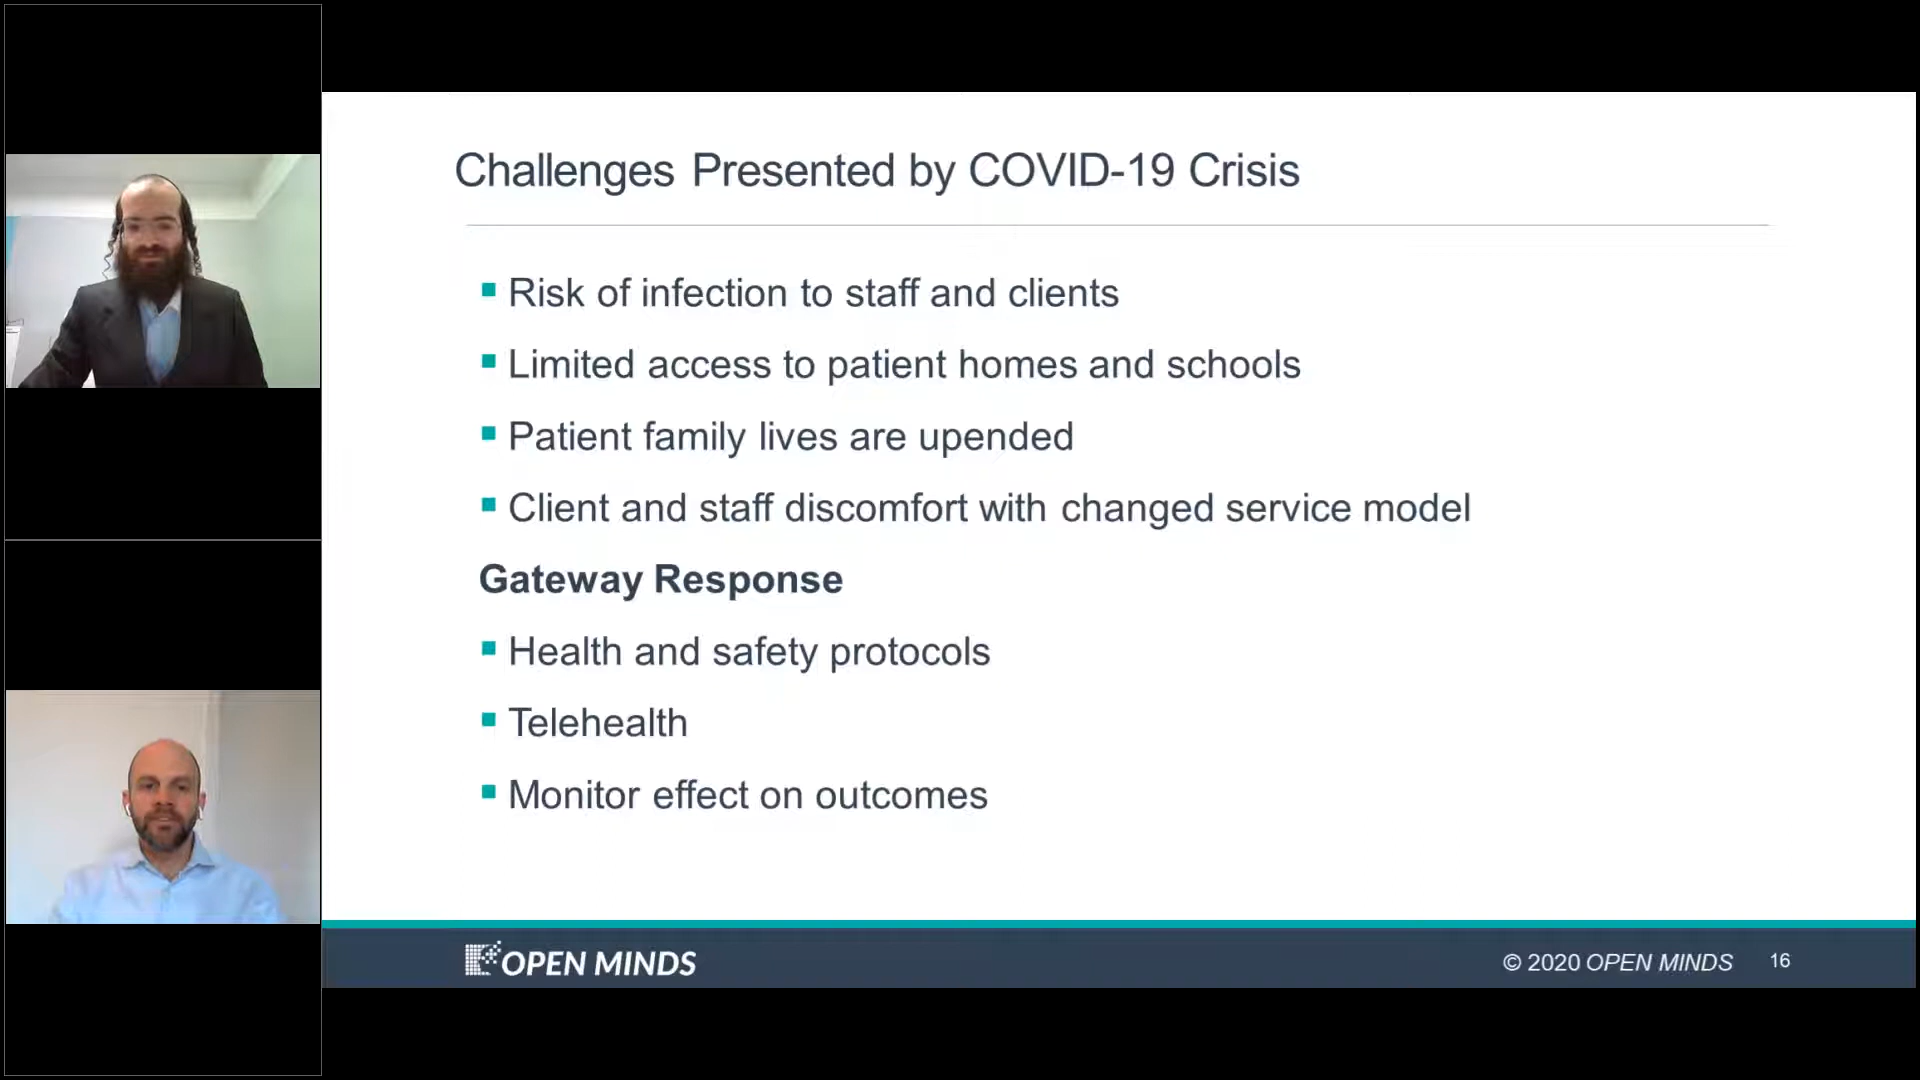 Challenges Presented by COVID-19 Crisis
Risk of infection to staff and clients
Limited access to patient homes and schools
Patient family lives are upended
Client and staff discomfort with changed service model
Gateway Response
Health and safety protocols
Telehealth
Monitor effect on outcomes
OPEN MINDS
© 2020 OPEN MINDS 16